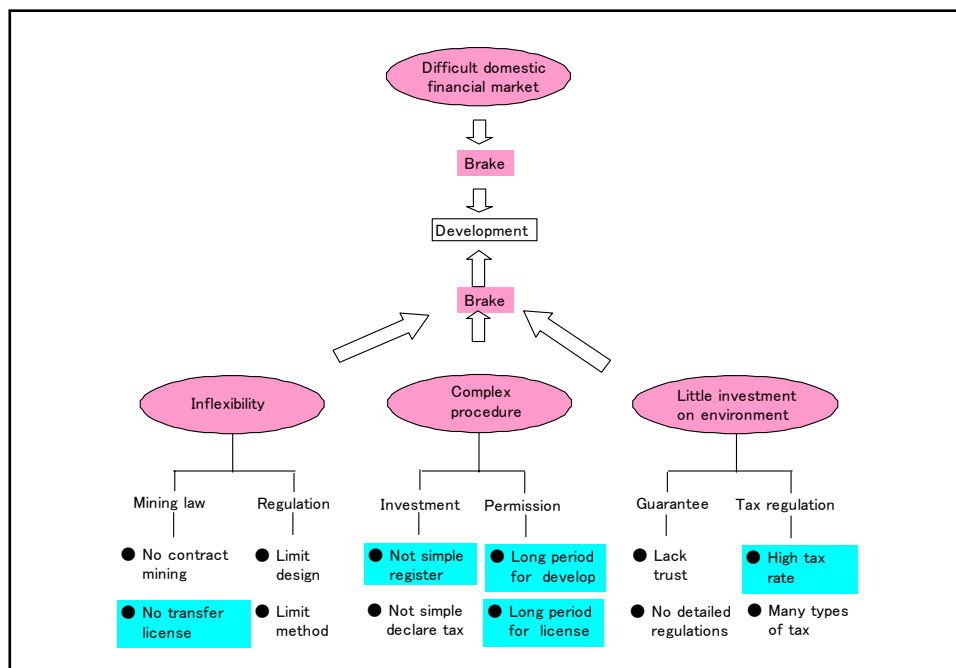 Difficult domestic
financial market
Brake
Development
Brake
Inflexibility
Complex
procedure
Little investment
on environment
Mining law
Regulation
Investment
Permission
Guarantee
Tax regulation
● No contract
mining
● Limit
design
● Not simple
register
● Long period
for develop
● Lack
trust
● High tax
rate
● No transfer
license
● Limit
method
● Not simple
declare tax
● Long period
for license
● No detailed
regulations
● Many types
of tax